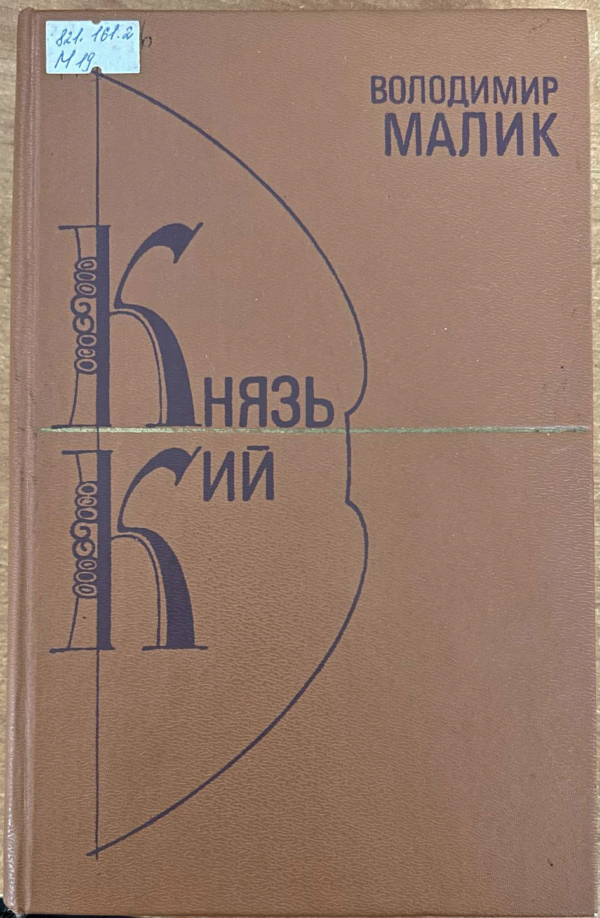 821.161.2
М 19
ВОЛОДИМИР
МАЛИК
КНЯЗЬ
КИЙ